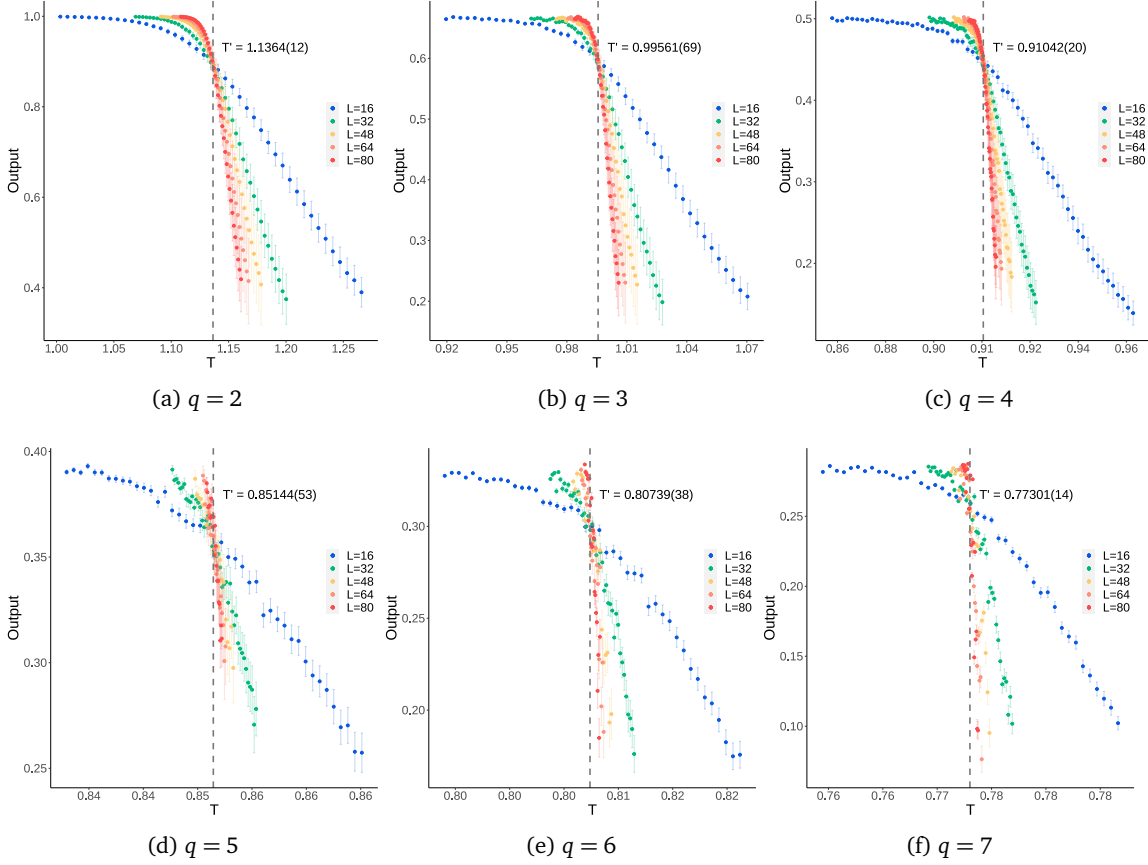 1.0
0.8
0.6
0.4
Output
T' = 1.1364(12)
L=16
L=32
L=48
L=64
L=80
1.00 1.05 1.10 1.15 1.20 1.25
T
(a) q = 2
0.6
0.4
0.2
Output
T' = 0.99561(69)
L=16
L=32
L=48
L=64
L=80
0.92 0.95 0.98 1.01 1.04 1.07
T
(b) q = 3
0.5
0.4
0.3
0.2
Output
T' = 0.91042(20)
L=16
L=32
L=48
L=64
L=80
0.86 0.88 0.90 0.91 0.92 0.94 0.96
T
(c) q = 4
0.40
0.35
0.30
0.25
Output
T' = 0.85144(53)
L=16
L=32
L=48
L=64
L=80
0.84 0.84 0.85 0.86 0.86 0.86
T
(d) q = 5
0.30
0.25
0.20
Output
T' = 0.80739(38)
L=16
L=32
L=48
L=64
L=80
0.80 0.80 0.80 0.81 0.82 0.82
T
(e) q = 6
0.25
0.20
0.15
0.10
Output
T' = 0.77301(14)
L=16
L=32
L=48
L=64
L=80
0.76 0.76 0.77 0.78 0.78 0.78
T
(f) q = 7